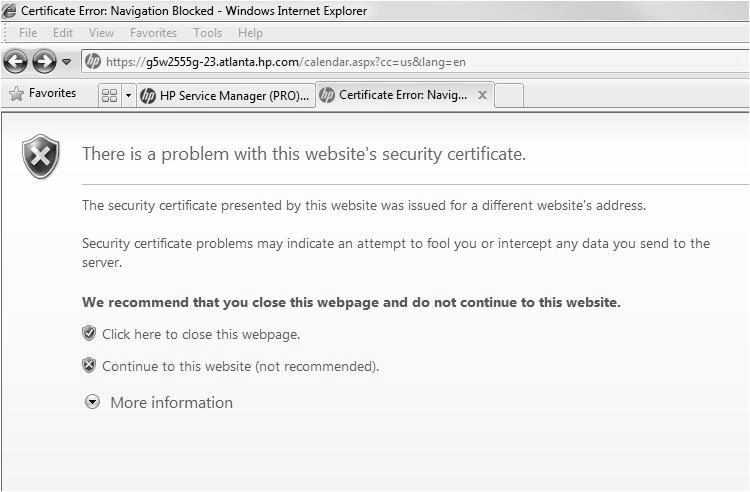 Certificate Error: Navigation Blocked - Windows Internet Explorer
File Edit View Favorites Tools Help
https://g5w2555g-23.atlanta.hp.com/calendar.aspx?cc=us&lang=en
Favorites HP Service Manager (PRO)... Certificate Error: Navig...
There is a problem with this website's security certificate.
The security certificate presented by this website was issued for a different website's address.
Security certificate problems may indicate an attempt to fool you or intercept any data you send to the
server.
We recommend that you close this webpage and do not continue to this website.
Click here to close this webpage.
Continue to this website (not recommended).
More information